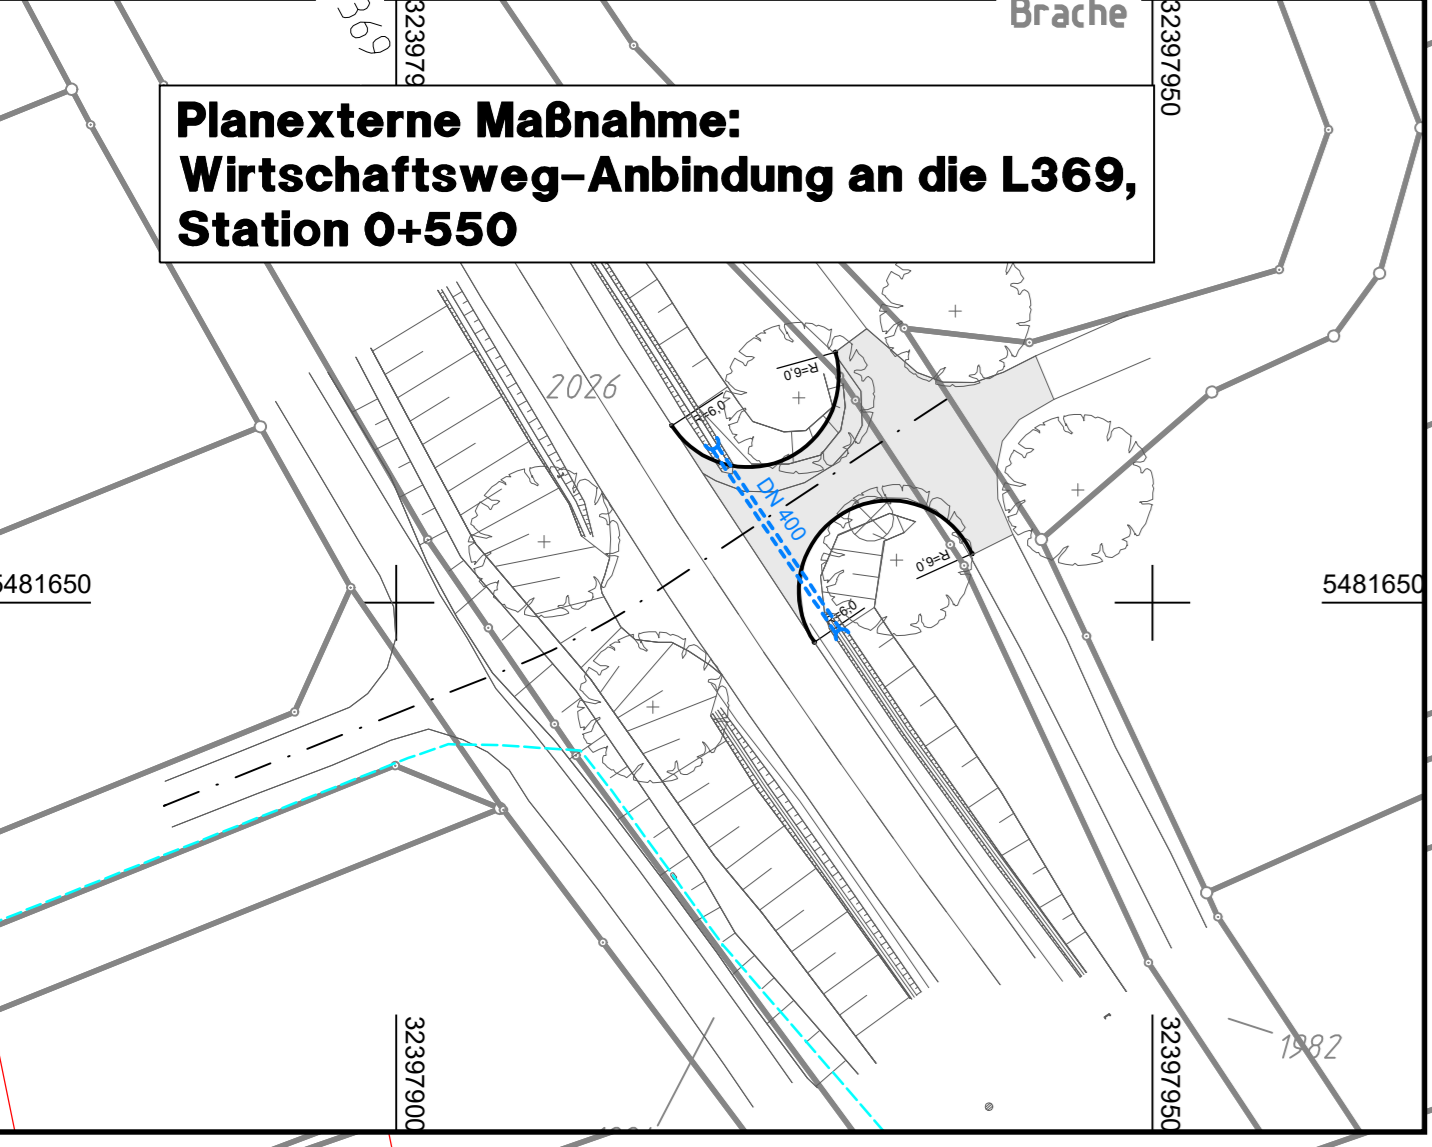 369
323979
Brache
32397950
Planexterne Maßnahme:
Wirtschaftsweg-Anbindung an die L369,
Station 0+550
2026
R=6,0
=6,0
DN 400
R=6,0
=6,0
5481650
5481650
32397900
32397950
1982